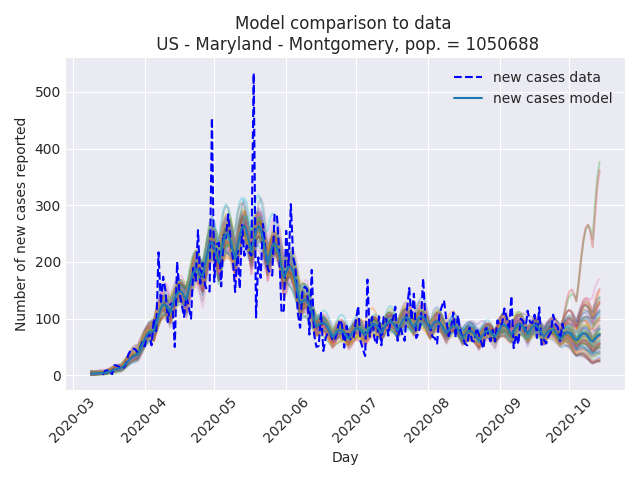 Model comparison to data
US - Maryland - Montgomery, pop. = 1050688
new cases data
new cases model
Number of new cases reported
500
400
300
200
100
0
2020-03
2020-04
2020-05
2020-06
2020-07
2020-08
2020-09
2020-10
Day